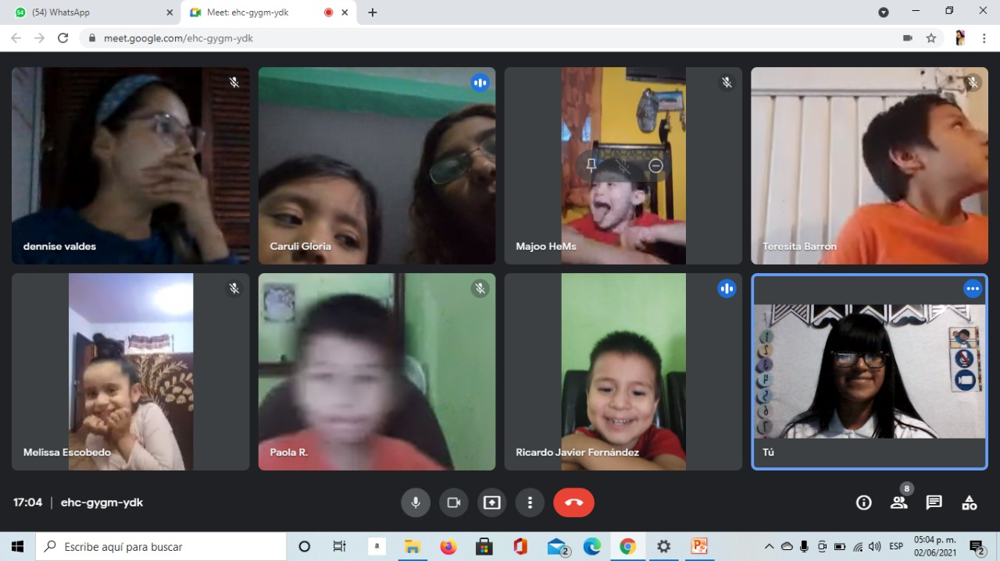 (54) WhatsApp
Meet: ehc-gygm-ydk
meet.google.com/ehc-gygm-ydk
dennise valdes
Caruli Gloria
Majoo HeMs
Teresita Barron
Melissa Escobedo
Paola R.
Ricardo Javier Fernández
Tú
17:04 | ehc-gygm-ydk
8
Escribe aquí para buscar
a
2
ESP
05:04 p. m.
02/06/2021
2